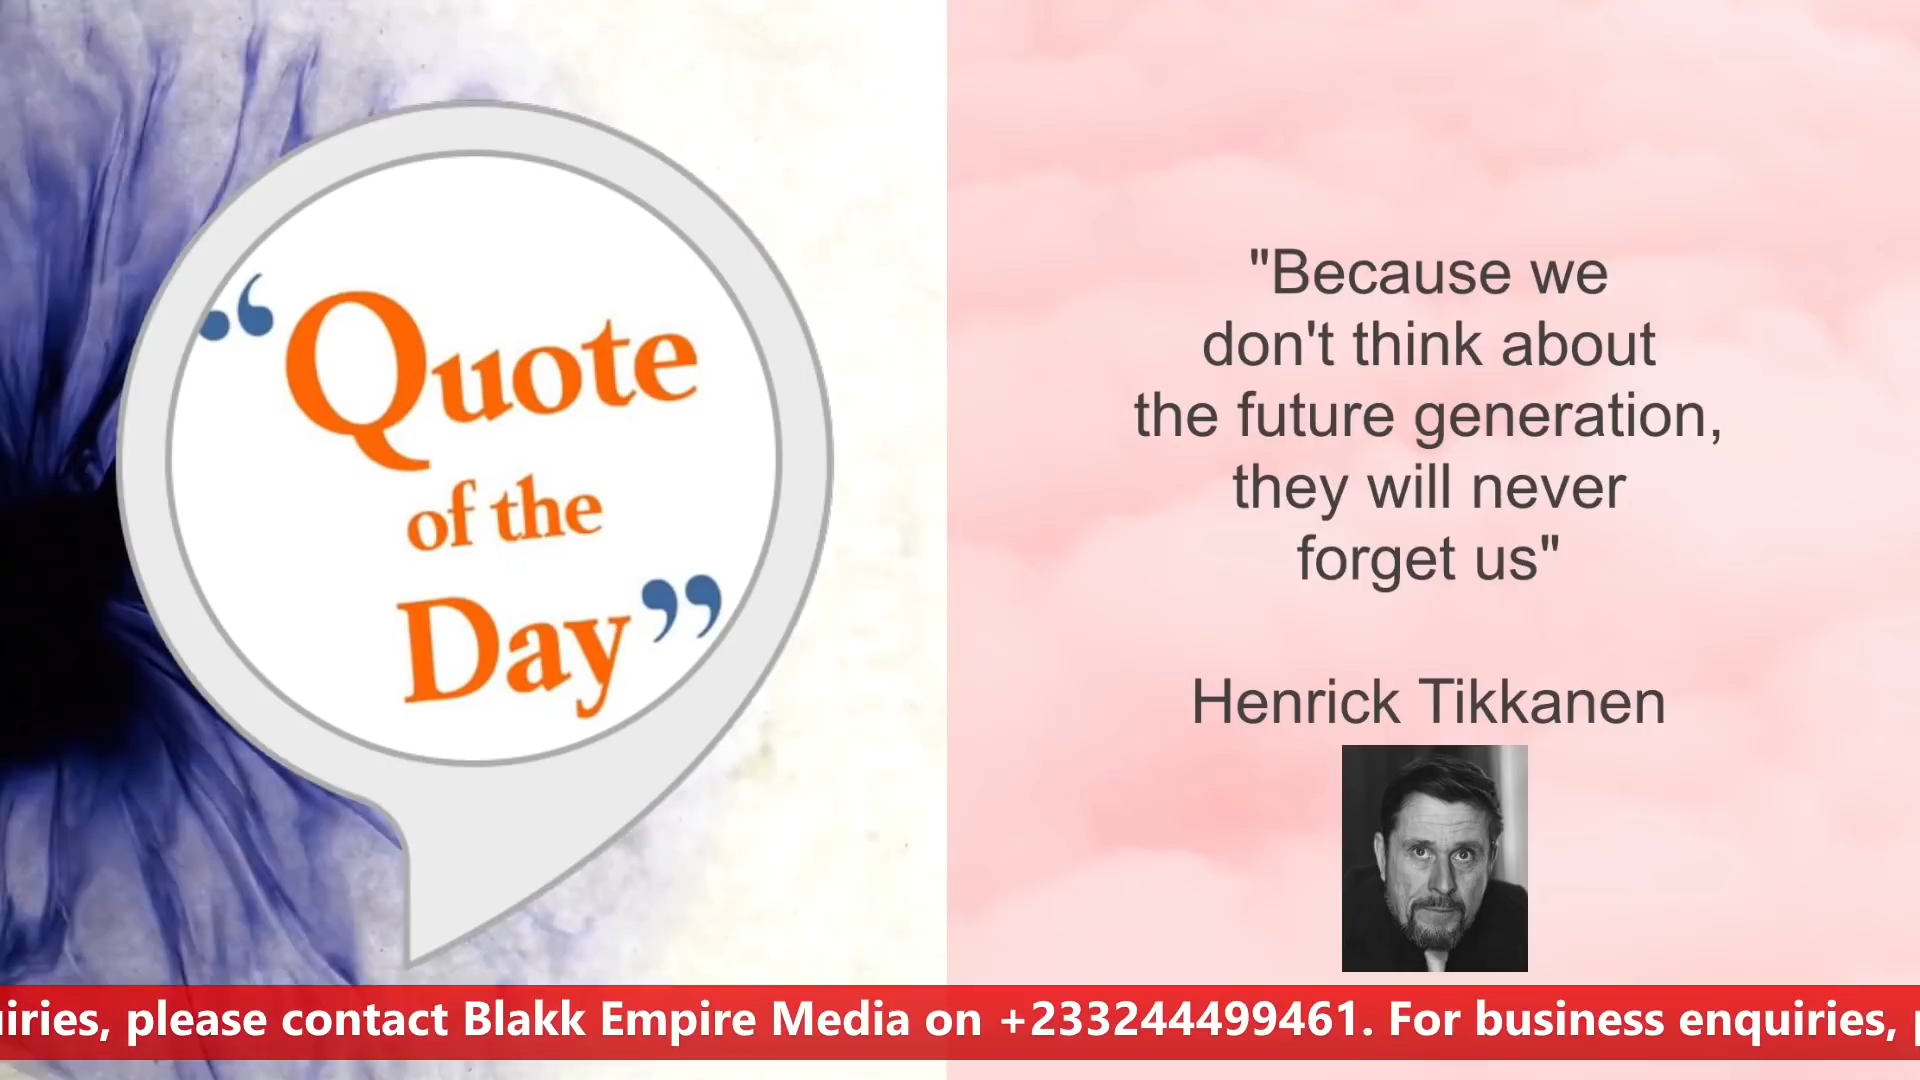 “Quote
of the
Day”
"Because we
don't think about
the future generation,
they will never
forget us"
Henrick Tikkanen
iries, please contact Blakk Empire Media on +233244499461. For business enquiries, p